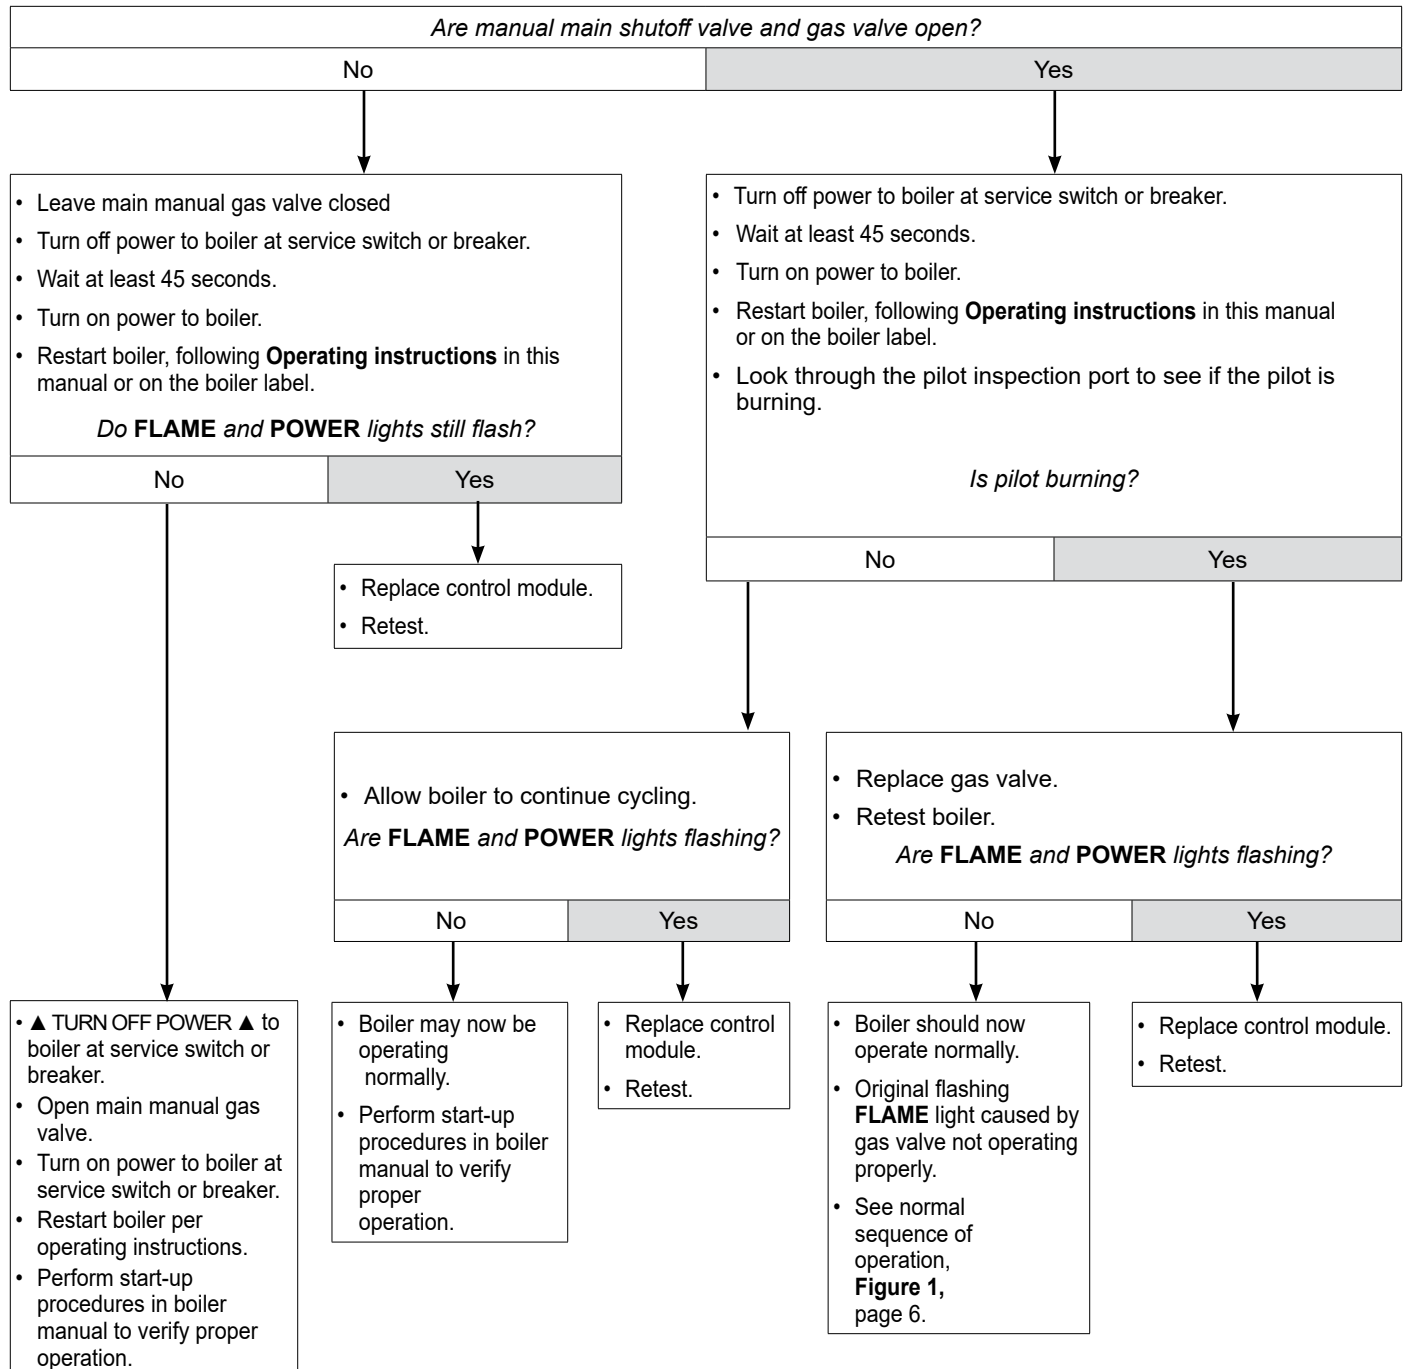 Are manual main shutoff valve and gas valve open?
No
Yes
• Leave main manual gas valve closed
• Turn off power to boiler at service switch or breaker.
• Wait at least 45 seconds.
• Turn on power to boiler.
• Restart boiler, following Operating instructions in this
manual or on the boiler label.
Do FLAME and POWER lights still flash?
No
Yes
• Turn off power to boiler at service switch or breaker.
• Wait at least 45 seconds.
• Turn on power to boiler.
• Restart boiler, following Operating instructions in this manual
or on the boiler label.
• Look through the pilot inspection port to see if the pilot is
burning.
Is pilot burning?
No
Yes
• Replace control module.
• Retest.
• Allow boiler to continue cycling.
Are FLAME and POWER lights flashing?
No
Yes
• Replace gas valve.
• Retest boiler.
Are FLAME and POWER lights flashing?
No
Yes
• ▲ TURN OFF POWER ▲ to
boiler at service switch or
breaker.
• Open main manual gas
valve.
• Turn on power to boiler at
service switch or breaker.
• Restart boiler per
operating instructions.
• Perform start-up
procedures in boiler
manual to verify proper
operation.
• Boiler may now be
operating
normally.
• Perform start-up
procedures in boiler
manual to verify
proper
operation.
• Replace control
module.
• Retest.
• Boiler should now
operate normally.
• Original flashing
FLAME light caused by
gas valve not operating
properly.
• See normal
sequence of
operation,
Figure 1,
page 6.
• Replace control module.
• Retest.